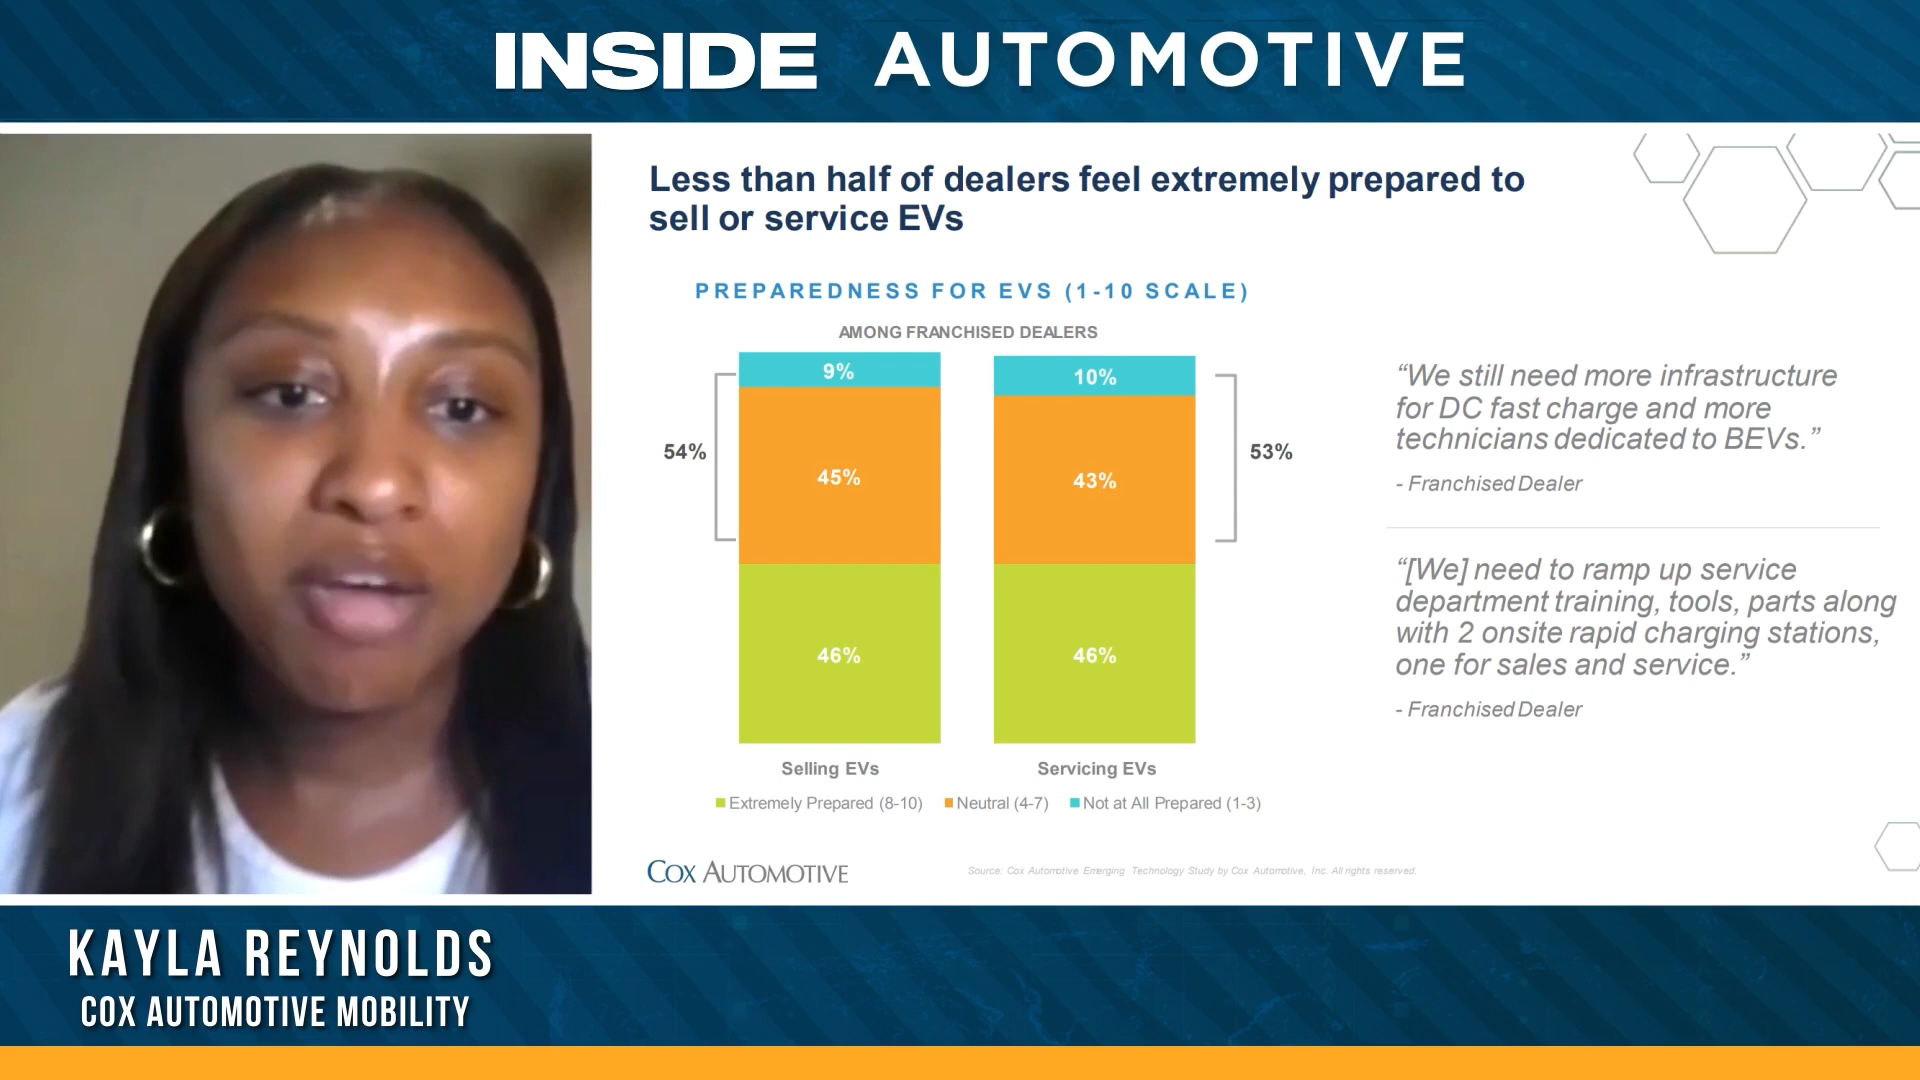 INSIDE AUTOMOTIVE
Less than half of dealers feel extremely prepared to
sell or service EVs
PREPAREDNESS FOR EVS (1-10 SCALE)
AMONG FRANCHISED DEALERS
9%
45%
46%
54%
10%
43%
46%
53%
Selling EVs
Servicing EVs
Extremely Prepared (8-10)
Neutral (4-7)
Not at All Prepared (1-3)
“We still need more infrastructure
for DC fast charge and more
technicians dedicated to BEVs.”
- Franchised Dealer
“[We] need to ramp up service
department training, tools, parts along
with 2 onsite rapid charging stations,
one for sales and service.”
- Franchised Dealer
COX AUTOMOTIVE
Source: Cox Automotive Emerging Technology Study by Cox Automotive, Inc. All rights reserved.
KAYLA REYNOLDS
COX AUTOMOTIVE MOBILITY